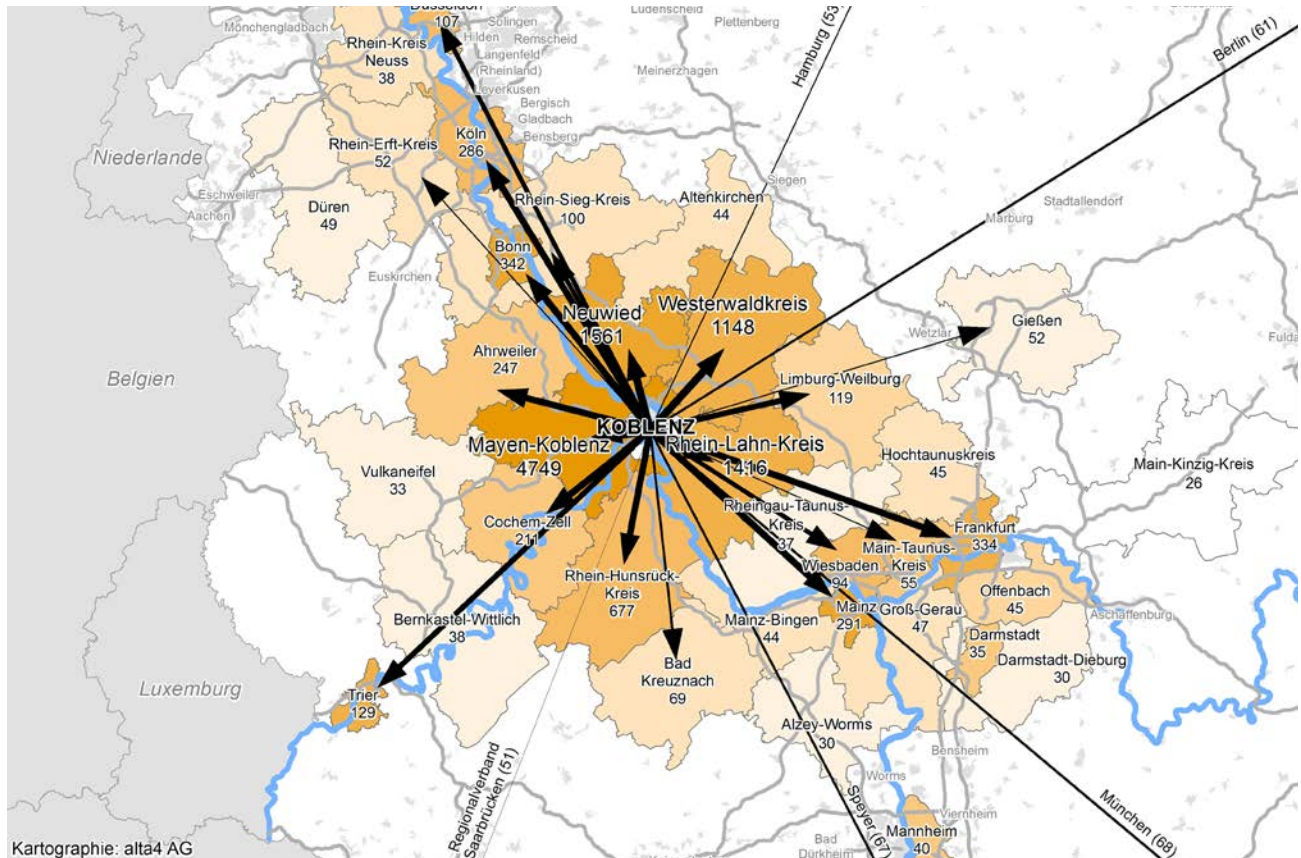 Düsseldorf
107
Mönchengladbach
Solingen
Hilden
Remscheid
Langenfeld
(Rheinland)
Leverkusen
Lüdenscheid
Plettenberg
Meinerzhagen
Hamburg (53)
Berlin (61)
Rhein-Kreis
Neuss
38
Bergisch
Gladbach
Bensberg
Köln
286
Rhein-Erft-Kreis
52
Niederlande
Eschweiler
Aachen
Düren
49
Rhein-Sieg-Kreis
100
Altenkirchen
44
Siegen
Stadtallendorf
Marburg
Bonn
342
Euskirchen
Neuwied
1561
Westerwaldkreis
1148
Wetzlar
Gießen
52
Fulda
Ahrweiler
247
Belgien
Limburg-Weilburg
119
KOBLENZ
Mayen-Koblenz
4749
Rhein-Lahn-Kreis
1416
Vulkaneifel
33
Hochtaunuskreis
45
Main-Kinzig-Kreis
26
Cochem-Zell
211
Rheingau-Taunus-
Kreis
37
Main-Taunus-
Kreis
55
Frankfurt
334
Wiesbaden
94
Rhein-Hunsrück-
Kreis
677
Mainz
291
Groß-Gerau
47
Offenbach
45
Aschaffenburg
Bernkastel-Wittlich
38
Mainz-Bingen
44
Darmstadt
35
Darmstadt-Dieburg
30
Luxemburg
Trier
129
Bad
Kreuznach
69
Alzey-Worms
30
Bensheim
Worms
Viernheim
Regionalverband
Saarbrücken (51)
Speyer (67)
München (68)
Mannheim
40
Bad
Dürkheim
Kartographie: alta4 AG